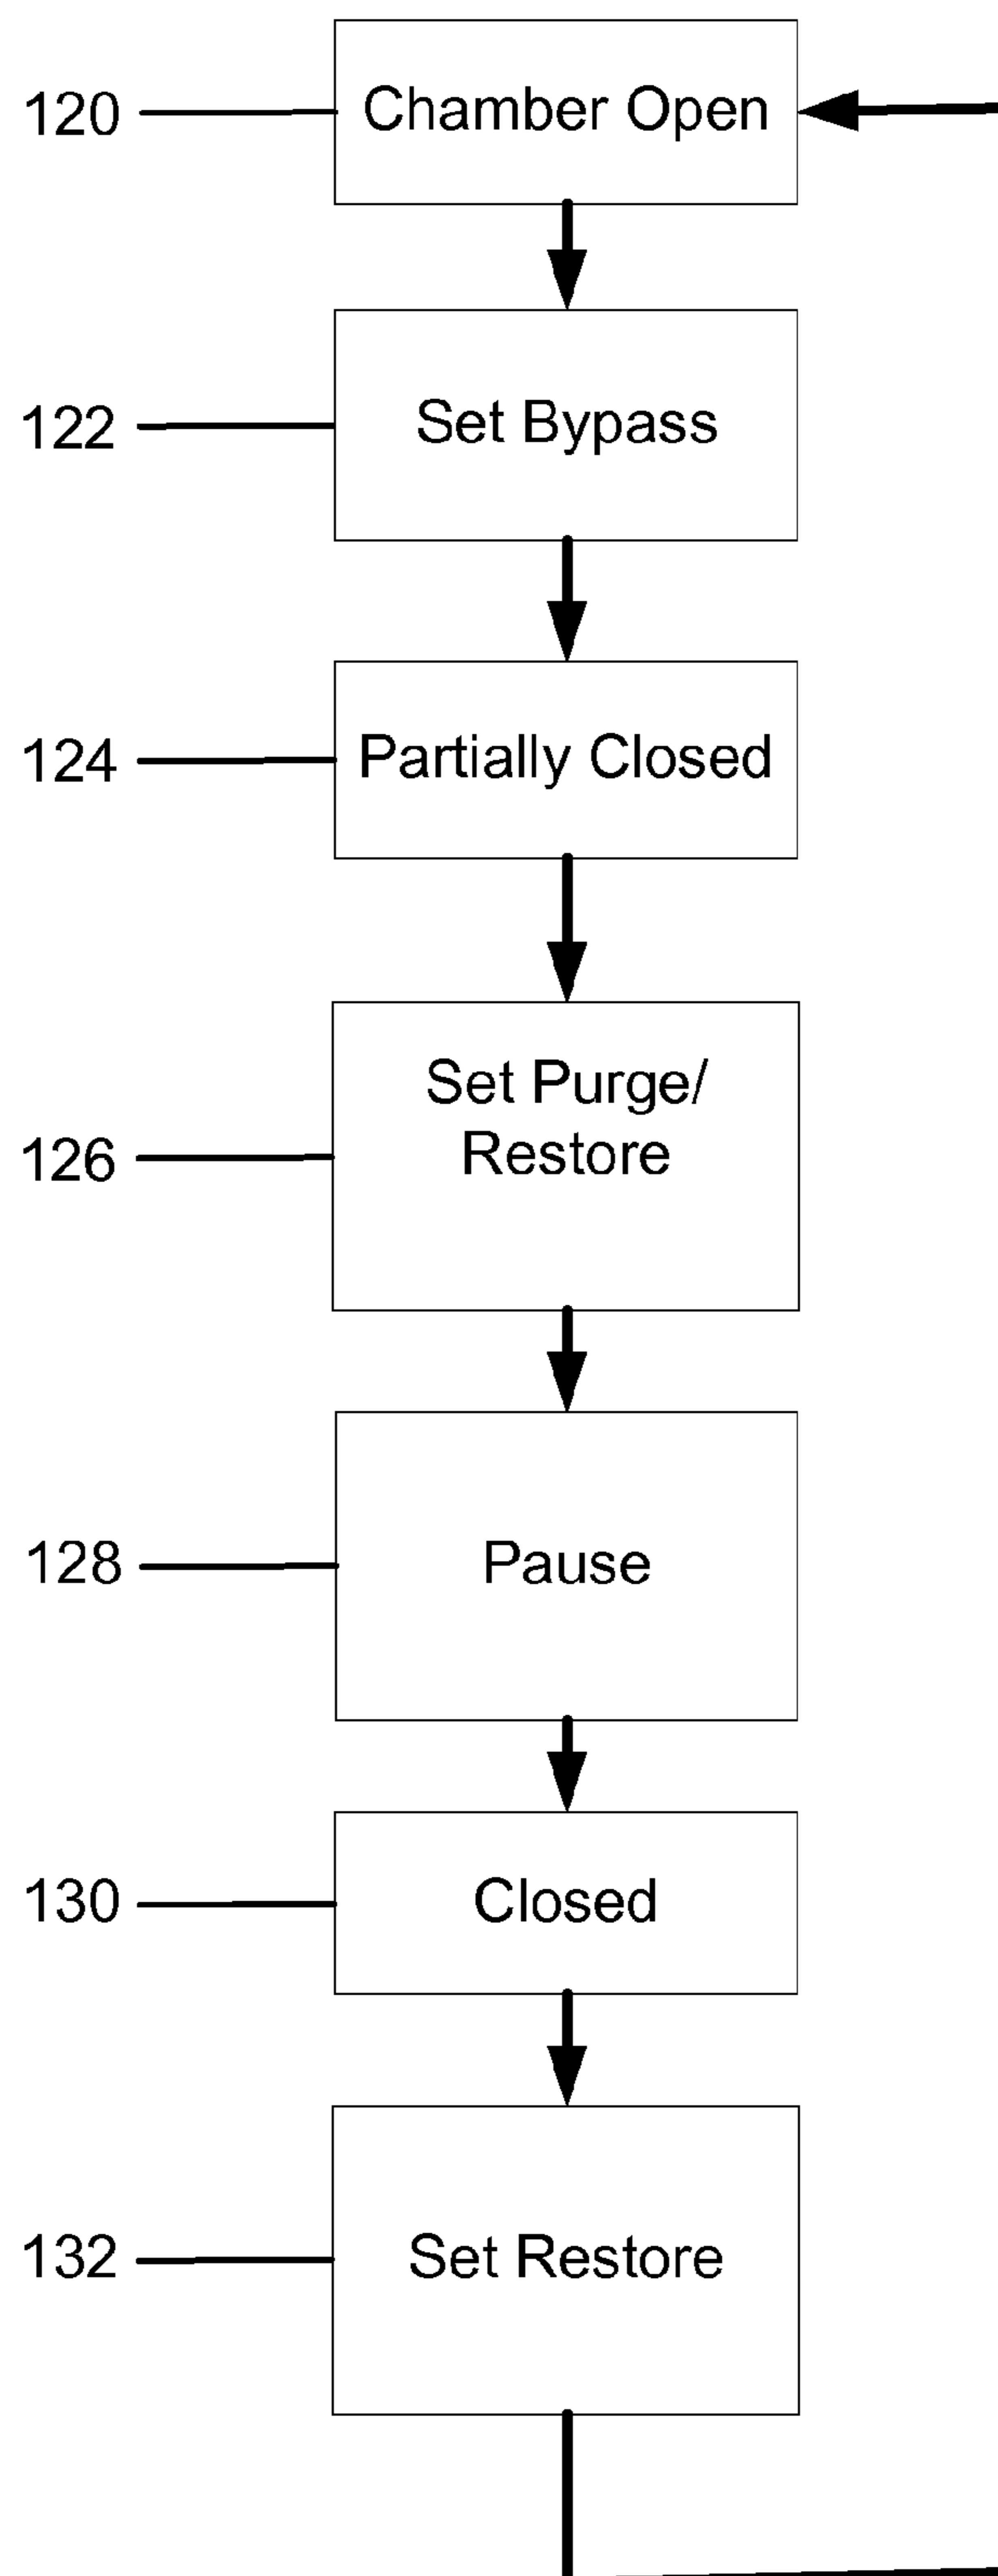 120
Chamber Open
122
Set Bypass
124
Partially Closed
126
Set Purge/
Restore
128
Pause
130
Closed
132
Set Restore